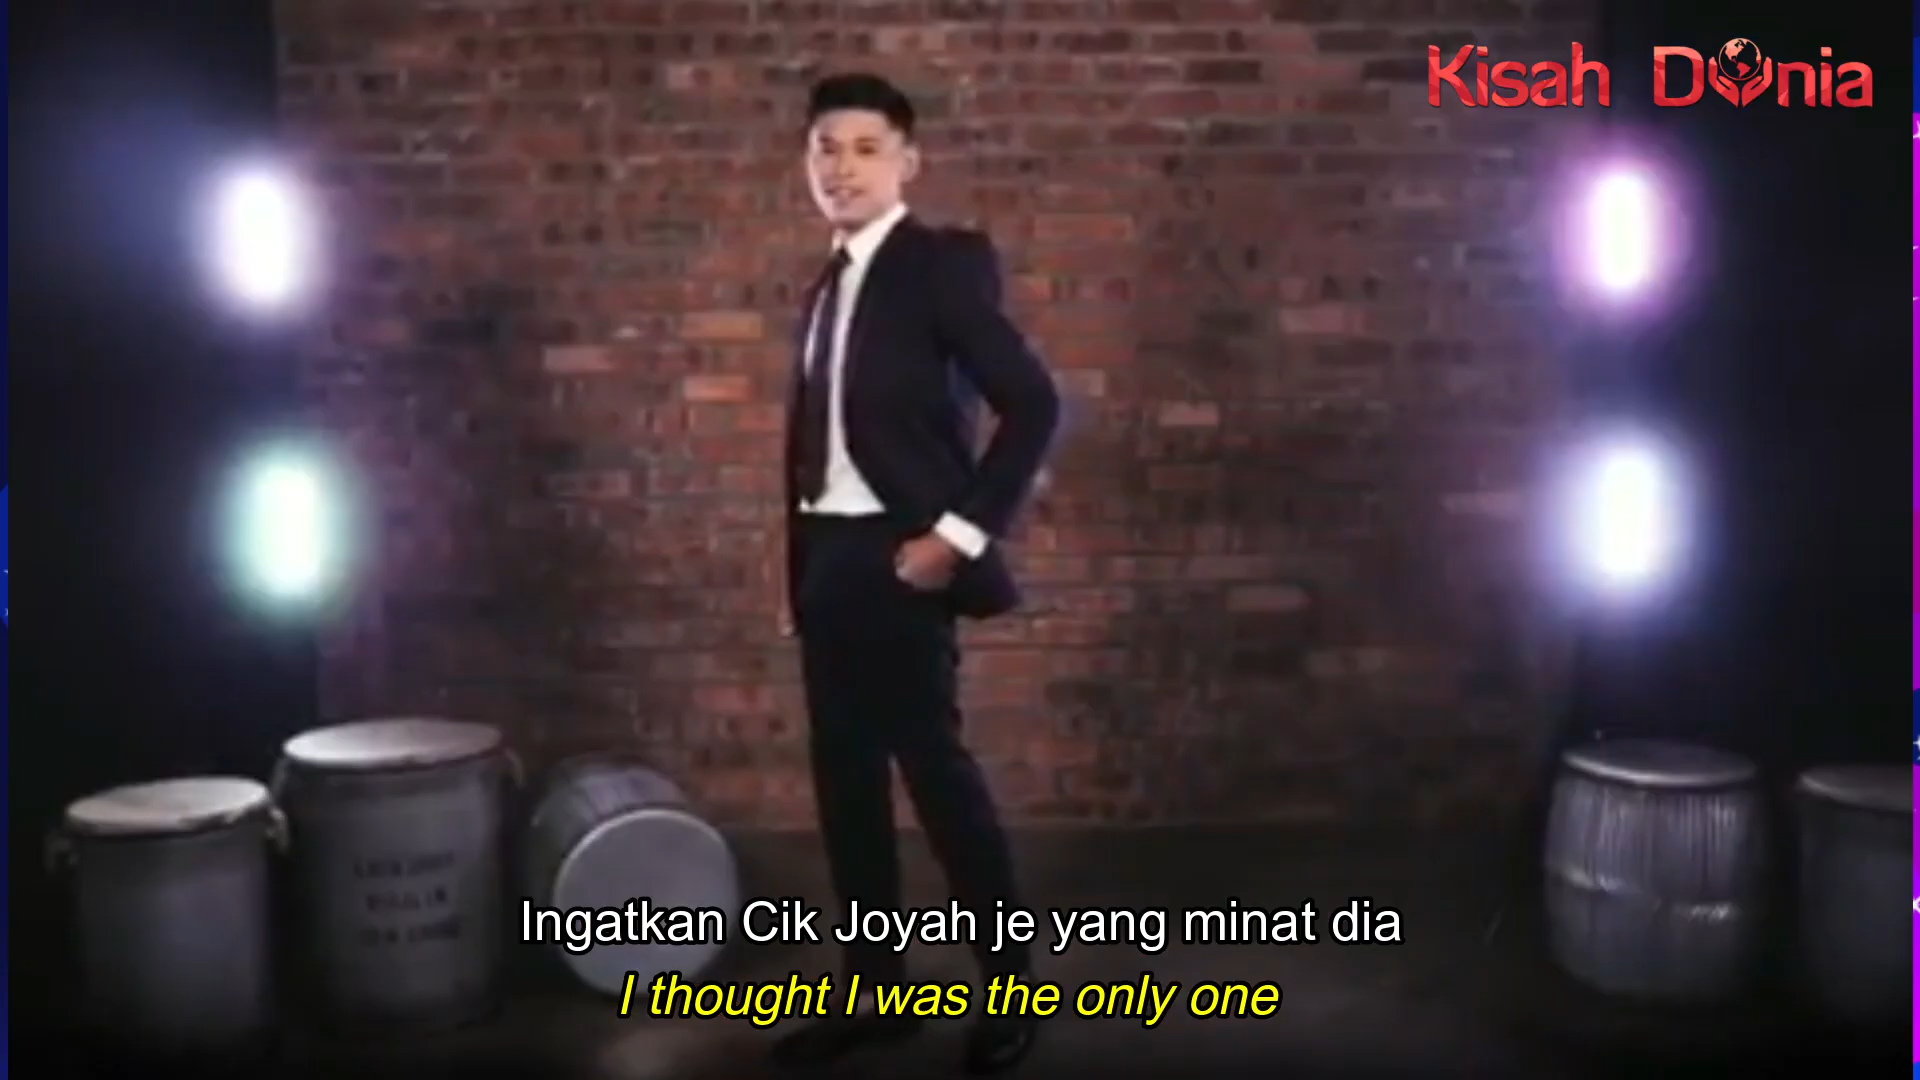 Kisah Dunia
Ingatkan Cik Joyah je yang minat dia
I thought I was the only one